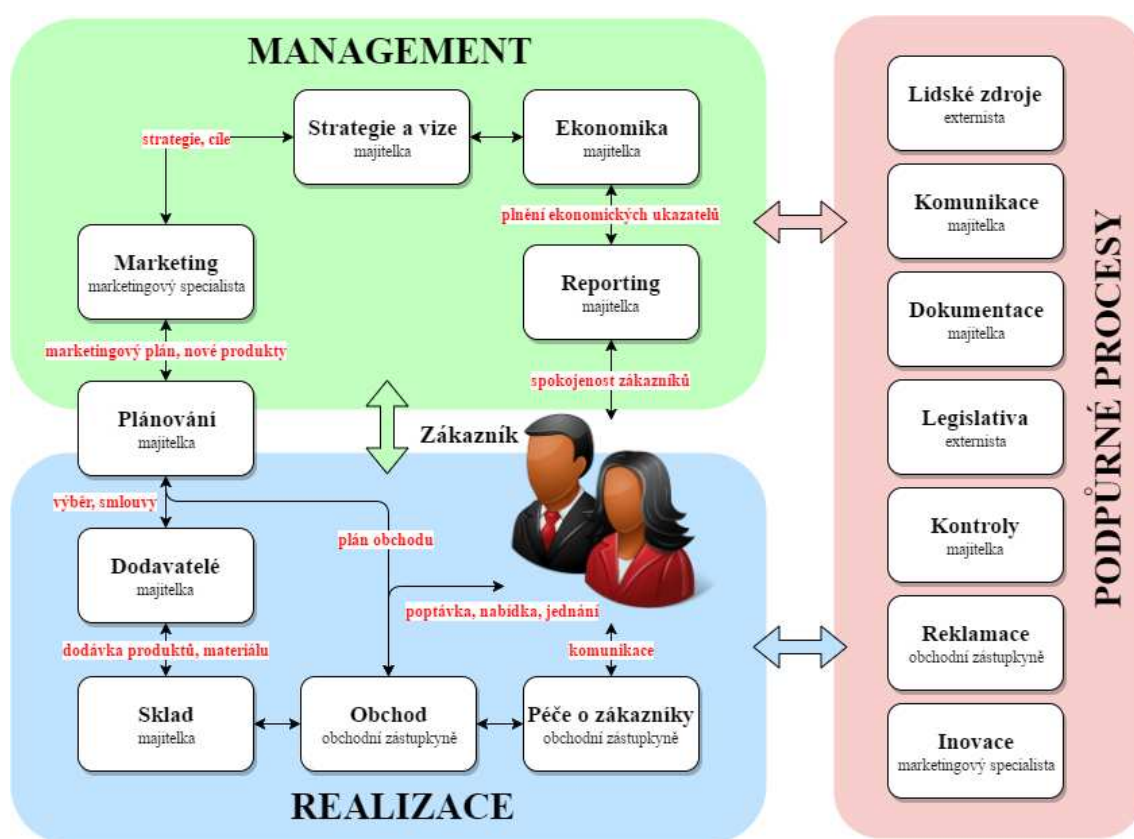 MANAGEMENT
Strategie a vize
majitelka
Ekonomika
majitelka
strategie, cíle
plnění ekonomických ukazatelů
Marketing
marketingový specialista
Reporting
majitelka
marketingový plán, nové produkty
spokojenost zákazníků
Plánování
majitelka
Zákazník
výběr, smlouvy
plán obchodu
Dodavatelé
majitelka
poptávka, nabídka, jednání
dodávka produktů, materiálu
komunikace
Sklad
majitelka
Obchod
obchodní zástupkyně
Péče o zákazníky
obchodní zástupkyně
REALIZACE
Lidské zdroje
externista
Komunikace
majitelka
Dokumentace
majitelka
Legislativa
externista
Kontroly
majitelka
Reklamace
obchodní zástupkyně
Inovace
marketingový specialista
PODPŮRNÉ PROCESY